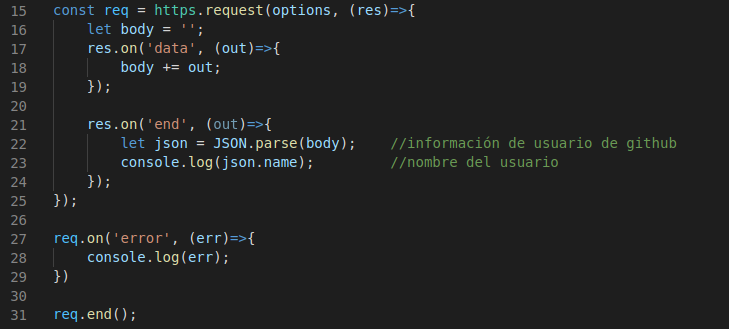 15 const req = https.request(options, (res)=>{
16     let body = '';
17     res.on('data', (out)=>{
18         body += out;
19     });
20
21     res.on('end', (out)=>{
22         let json = JSON.parse(body);    //información de usuario de github
23         console.log(json.name);         //nombre del usuario
24     });
25 });
26
27 req.on('error', (err)=>{
28     console.log(err);
29 })
30
31 req.end();